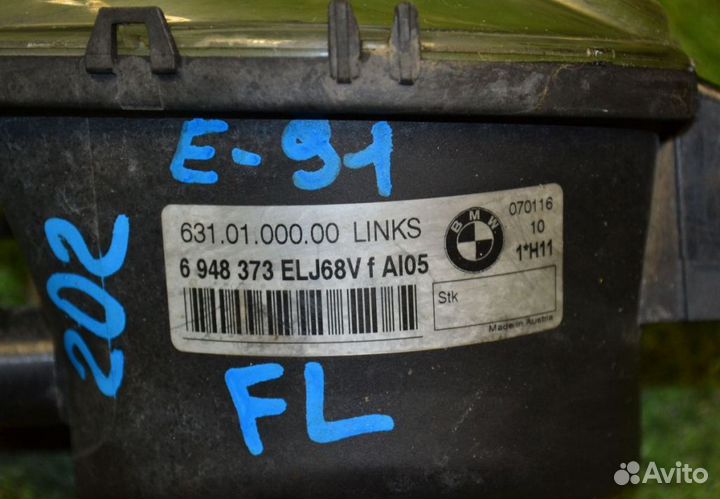 E-91
202
631.01.000.00 LINKS
6 948 373 ELJ68V f AI05
BMW
070116
10
1*H11
Stk
Made in Austria
FL
Avito